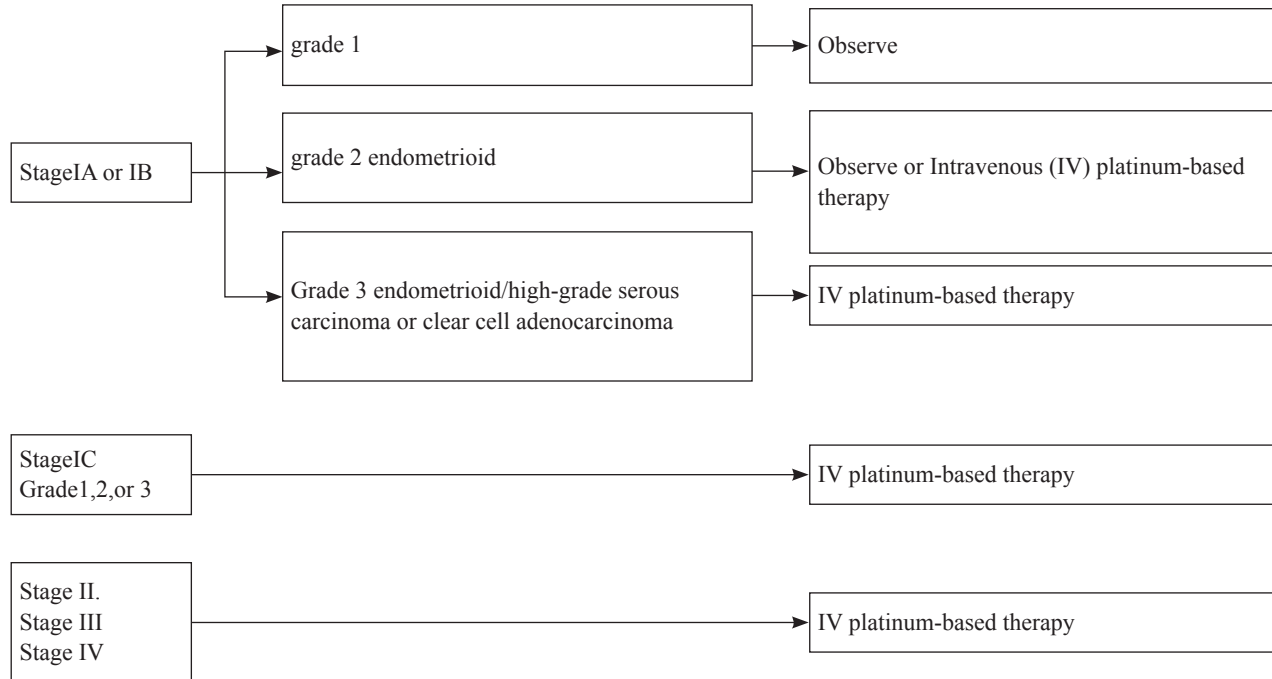 grade 1
Observe
StageIA or IB
grade 2 endometrioid
Observe or Intravenous (IV) platinum-based
therapy
Grade 3 endometrioid/high-grade serous
carcinoma or clear cell adenocarcinoma
IV platinum-based therapy
StageIC
Grade1,2,or 3
IV platinum-based therapy
Stage II.
Stage III
Stage IV
IV platinum-based therapy